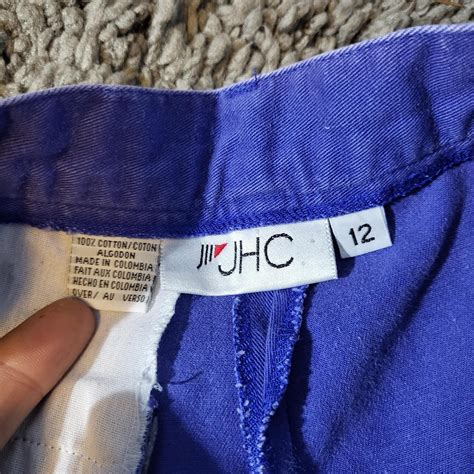 100% COTTON/COTON
ALGODON
MADE IN COLOMBIA
FAIT AUX COLOMBIA
HECHO EN COLOMBIA
OVER/ AU VERSO
JHC
12